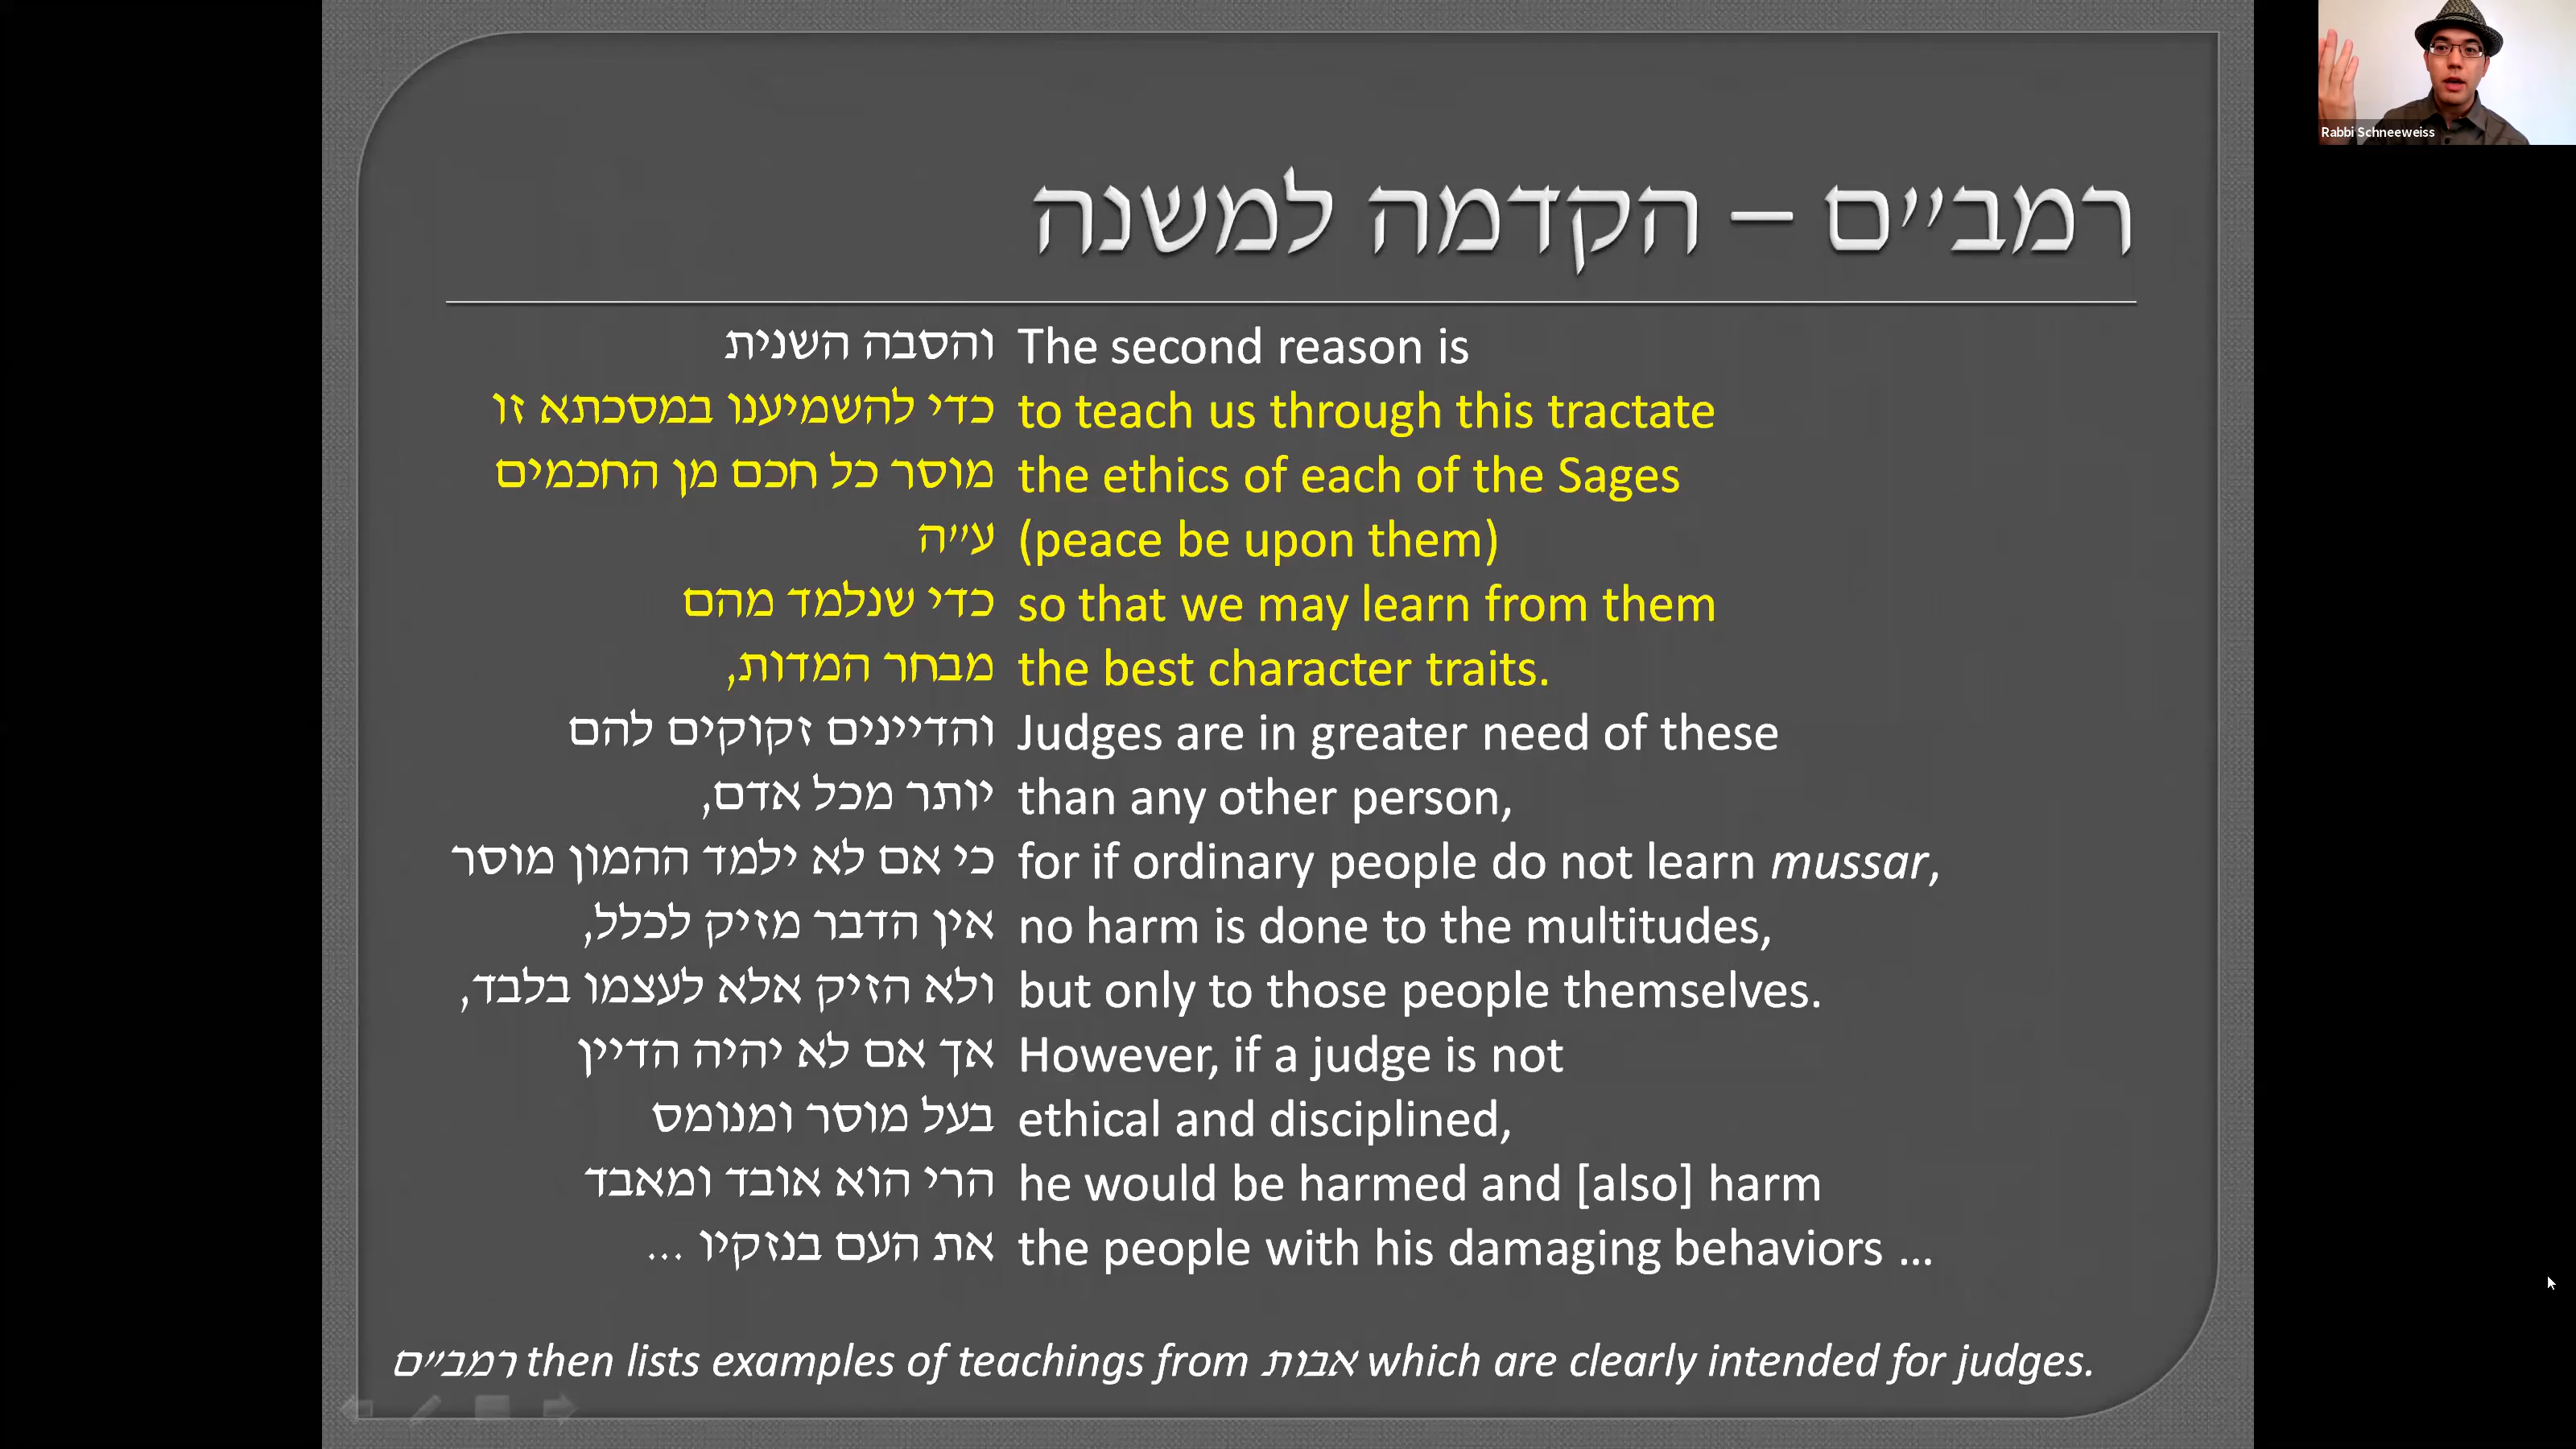 רמב״ם – הקדמה למשנה
והסבה השנית The second reason is
כדי להשמיענו במסכתא זו to teach us through this tractate
מוסר כל חכם מן החכמים the ethics of each of the Sages
ע״ה (peace be upon them)
כדי שנלמד מהם so that we may learn from them
מבחר המדות, the best character traits.
והדיינים זקוקים להם Judges are in greater need of these
יותר מכל אדם, than any other person,
כי אם לא ילמד ההמון מוסר for if ordinary people do not learn mussar,
אין הדבר מזיק לכלל, no harm is done to the multitudes,
ולא הזיק אלא לעצמו בלבד, but only to those people themselves.
אך אם לא יהיה הדיין However, if a judge is not
בעל מוסר ומנומס ethical and disciplined,
הרי הוא אובד ומאבד he would be harmed and [also] harm
את העם בנזקיו ... the people with his damaging behaviors ...
רמב״ם then lists examples of teachings from אבות which are clearly intended for judges.
Rabbi Schneeweiss